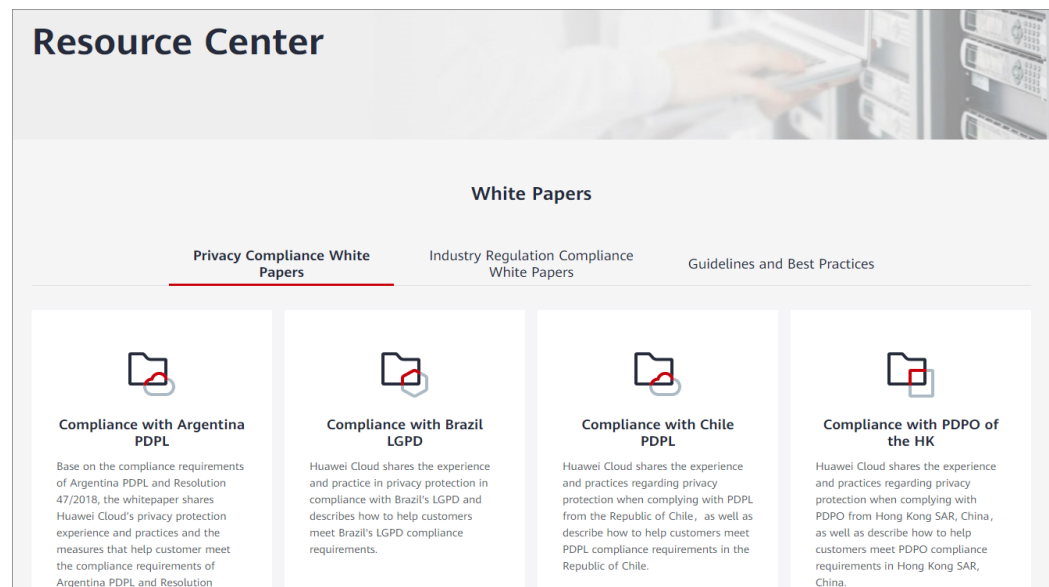 Resource Center
White Papers
Privacy Compliance White
Papers
Industry Regulation Compliance
White Papers
Guidelines and Best Practices
Compliance with Argentina
PDPL
Base on the compliance requirements
of Argentina PDPL and Resolution
47/2018, the whitepaper shares
Huawei Cloud's privacy protection
experience and practices and the
measures that help customer meet
the compliance requirements of
Argentina PDPL and Resolution
Compliance with Brazil
LGPD
Huawei Cloud shares the experience
and practice in privacy protection in
compliance with Brazil's LGPD and
describes how to help customers
meet Brazil's LGPD compliance
requirements.
Compliance with Chile
PDPL
Huawei Cloud shares the experience
and practices regarding privacy
protection when complying with PDPL
from the Republic of Chile，as well as
describe how to help customers meet
PDPL compliance requirements in the
Republic of Chile.
Compliance with PDPO of
the HK
Huawei Cloud shares the experience
and practices regarding privacy
protection when complying with
PDPO from Hong Kong SAR, China，
as well as describe how to help
customers meet PDPO compliance
requirements in Hong Kong SAR,
China.